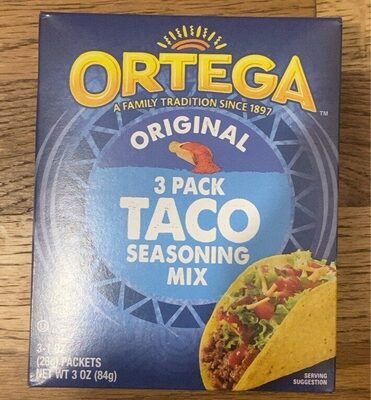 ORTEGA
A FAMILY TRADITION SINCE 1897
TM
ORIGINAL
3 PACK
TACO
SEASONING
MIX
PACKETS
NET WT 3 OZ (84g)
SERVING
SUGGESTION